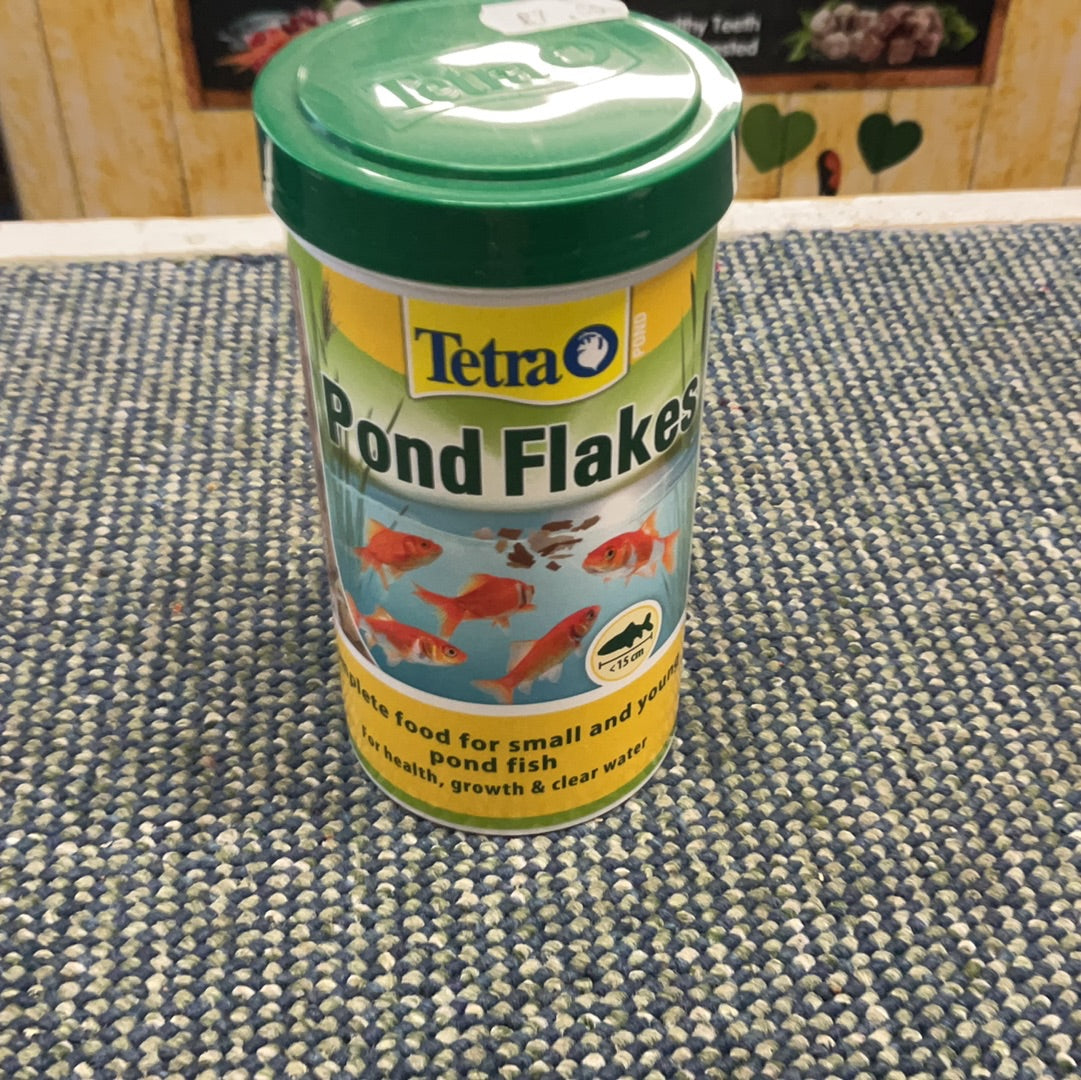 £7
Tetra
Teeth
Tetra
POND
Pond Flakes
<15 cm
food for small and young
pond fish
For health, growth & clear water